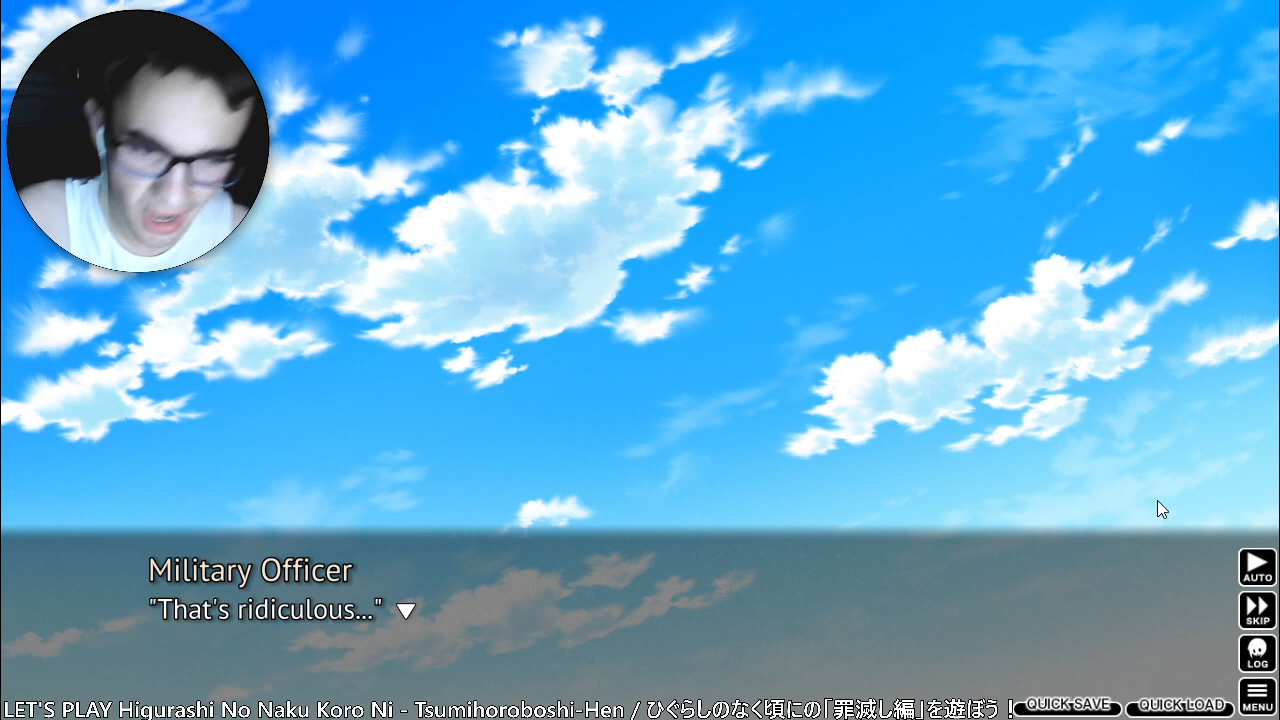 Military Officer
"That's ridiculous..."
AUTO
SKIP
LOG
MENU
QUICK SAVE
QUICK LOAD
LET'S PLAY Higurashi No Naku Koro Ni - Tsumihoroboshi-Hen / ひぐらしのなく頃にの「罪滅し編」を遊ぼう！